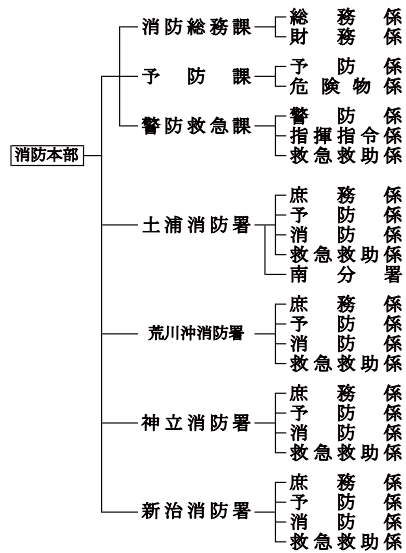 消防本部
消防総務課
総務係
財務係
予防課
予防係
危険物係
警防救急課
警防係
指揮指令係
救急救助係
土浦消防署
庶務係
予防係
消防係
救急救助係
南分署
荒川沖消防署
庶務係
予防係
消防係
救急救助係
神立消防署
庶務係
予防係
消防係
救急救助係
新治消防署
庶務係
予防係
消防係
救急救助係